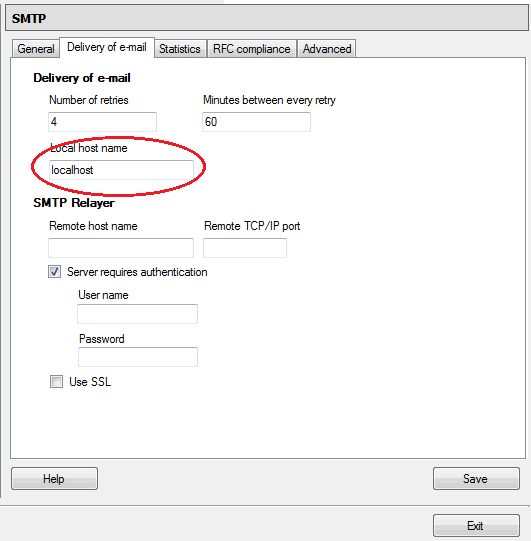 SMTP
General Delivery of e-mail Statistics RFC compliance Advanced
Delivery of e-mail
Number of retries Minutes between every retry
4 60
Local host name
localhost
SMTP Relayer
Remote host name Remote TCP/IP port
Server requires authentication
User name
Password
Use SSL
Help Save
Exit